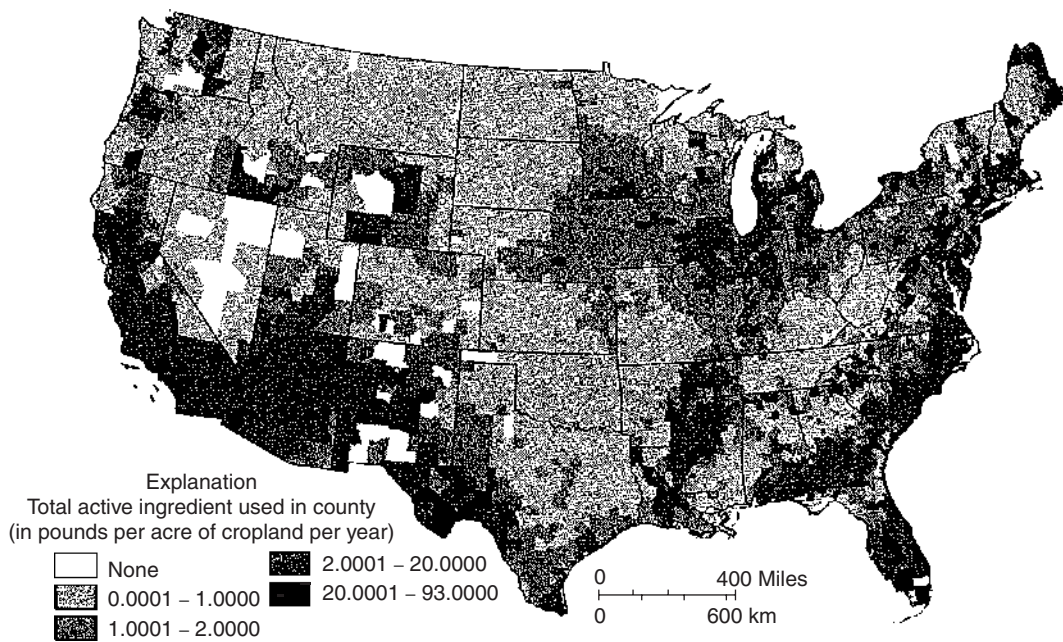 Explanation
Total active ingredient used in county
(in pounds per acre of cropland per year)
None
0.0001 – 1.0000
1.0001 – 2.0000
2.0001 – 20.0000
20.0001 – 93.0000
0 400 Miles
0 600 km